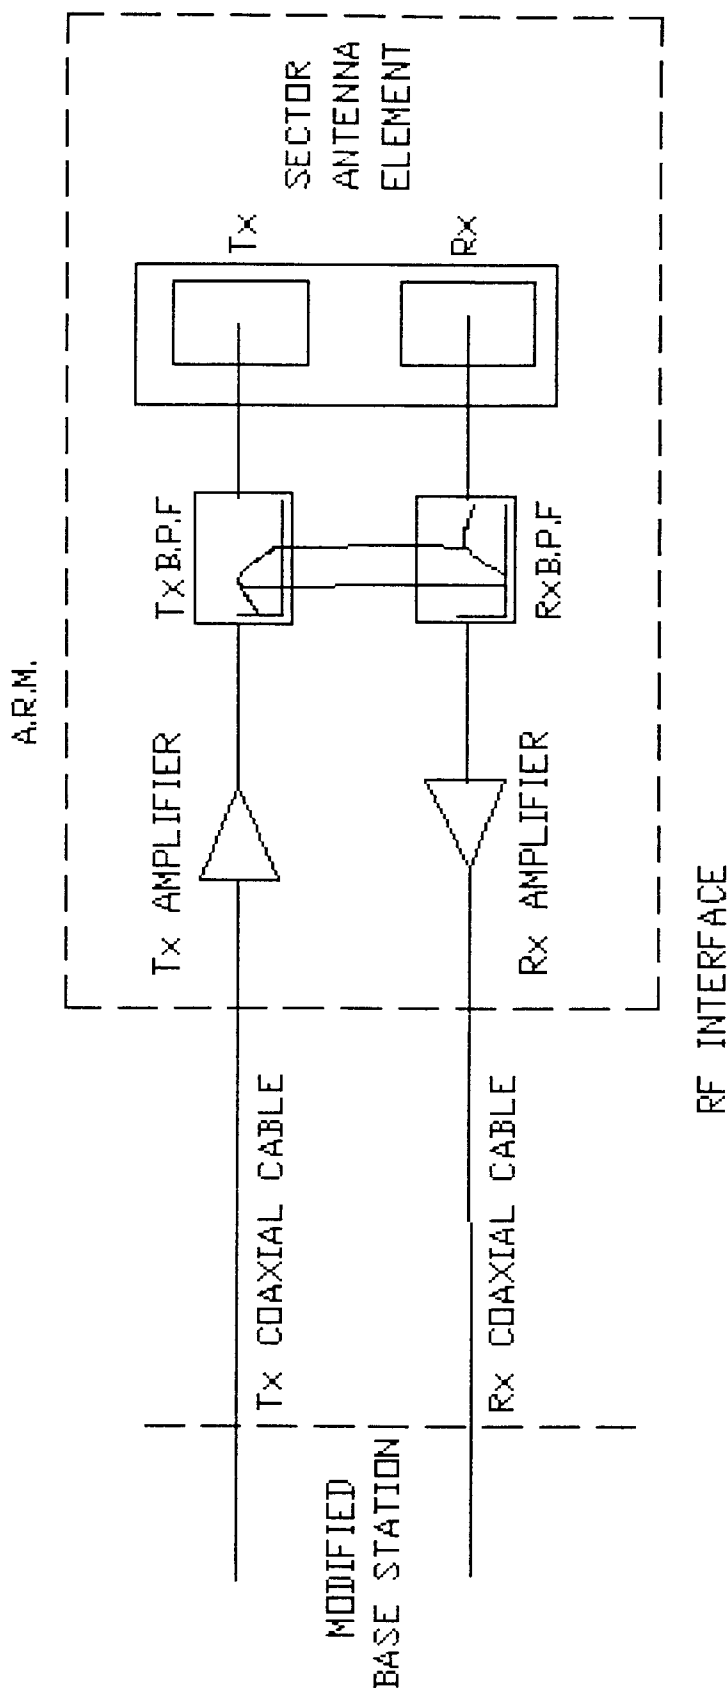 A.R.M.
SECTOR
ANTENNA
ELEMENT
Tx
Rx
Tx B.P.F
Rx B.P.F
Tx AMPLIFIER
Rx AMPLIFIER
Tx COAXIAL CABLE
Rx COAXIAL CABLE
MODIFIED
BASE STATION
RF INTERFACE